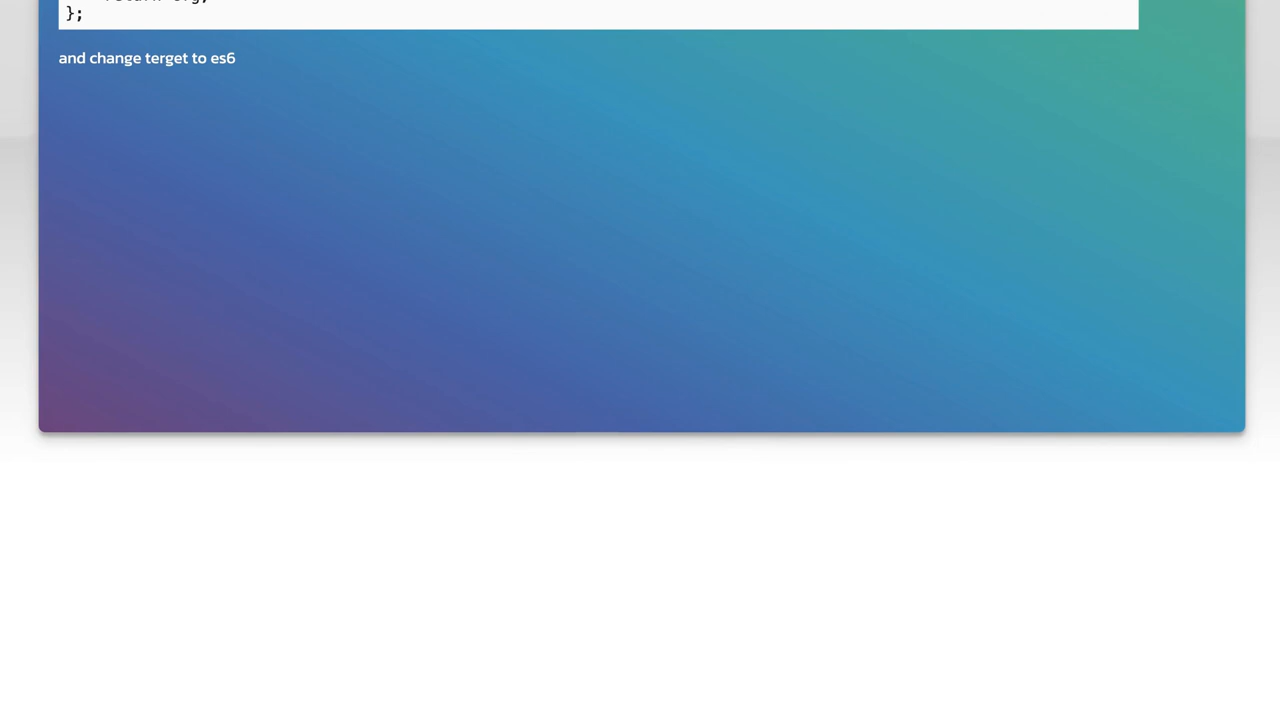 };
and change terget to es6